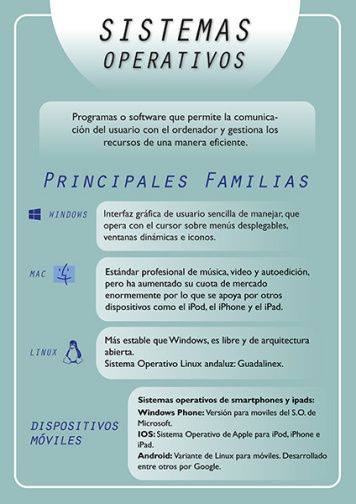 SISTEMAS
OPERATIVOS
Programas o software que permite la comunica-
ción del usuario con el ordenador y gestiona los
recursos de una manera eficiente.
PRINCIPALES FAMILIAS
WINDOWS
Interfaz gráfica de usuario sencilla de manejar, que
opera con el cursor sobre menús desplegables,
ventanas dinámicas e iconos.
MAC
Estándar profesional de música, video y autoedición,
pero ha aumentado su cuota de mercado
enormemente por lo que se apoya por otros
dispositivos como el iPod, el iPhone y el iPad.
LINUX
Más estable que Windows, es libre y de arquitectura
abierta.
Sistema Operativo Linux andaluz: Guadalinex.
DISPOSITIVOS
MÓVILES
Sistemas operativos de smartphones y ipads:
Windows Phone: Versión para moviles del S.O. de
Microsoft.
IOS: Sistema Operativo de Apple para iPod, iPhone e
iPad.
Android: Variante de Linux para móviles. Desarrollado
entre otros por Google.